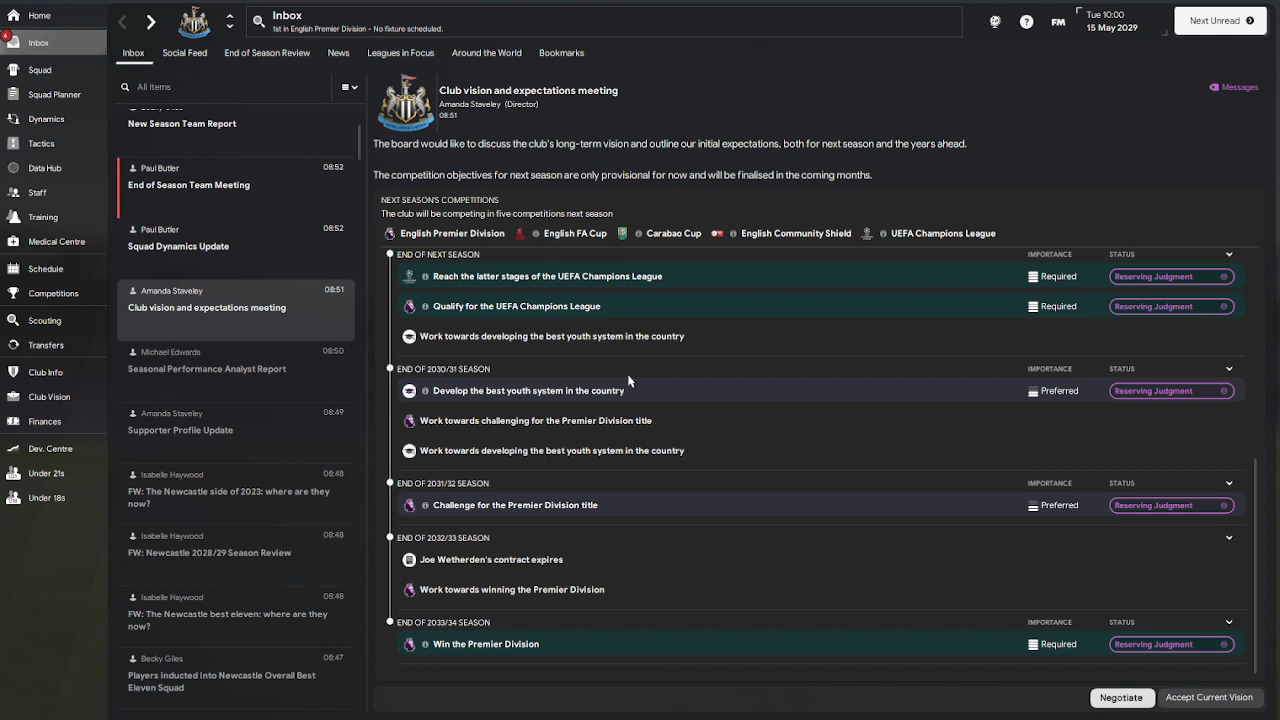 Home
6
Inbox
Squad
Squad Planner
Dynamics
Tactics
Data Hub
Staff
Training
Medical Centre
Schedule
Competitions
Scouting
Transfers
Club Info
Club Vision
Finances
Dev. Centre
Under 21s
Under 18s
Inbox
1st in English Premier Division - No fixture scheduled.
FM
Tue 10:00
15 May 2029
Next Unread
Inbox
Social Feed
End of Season Review
News
Leagues in Focus
Around the World
Bookmarks
All Items
New Season Team Report
Paul Butler
08:52
End of Season Team Meeting
Paul Butler
08:52
Squad Dynamics Update
Amanda Staveley
08:51
Club vision and expectations meeting
Michael Edwards
08:50
Seasonal Performance Analyst Report
Amanda Staveley
08:49
Supporter Profile Update
Isabelle Haywood
08:48
FW: The Newcastle side of 2023: where are they
now?
Isabelle Haywood
08:48
FW: Newcastle 2028/29 Season Review
Isabelle Haywood
08:48
FW: The Newcastle best eleven: where are they
now?
Becky Giles
08:47
Players inducted into Newcastle Overall Best
Eleven Squad
Club vision and expectations meeting
Amanda Staveley (Director)
08:51
Messages
The board would like to discuss the club's long-term vision and outline our initial expectations, both for next season and the years ahead.
The competition objectives for next season are only provisional for now and will be finalised in the coming months.
NEXT SEASON'S COMPETITIONS
The club will be competing in five competitions next season
English Premier Division
English FA Cup
Carabao Cup
English Community Shield
UEFA Champions League
END OF NEXT SEASON
IMPORTANCE
STATUS
Reach the latter stages of the UEFA Champions League
Required
Reserving Judgment
Qualify for the UEFA Champions League
Required
Reserving Judgment
Work towards developing the best youth system in the country
END OF 2030/31 SEASON
IMPORTANCE
STATUS
Develop the best youth system in the country
Preferred
Reserving Judgment
Work towards challenging for the Premier Division title
Work towards developing the best youth system in the country
END OF 2031/32 SEASON
IMPORTANCE
STATUS
Challenge for the Premier Division title
Preferred
Reserving Judgment
END OF 2032/33 SEASON
Joe Wetherden's contract expires
Work towards winning the Premier Division
END OF 2033/34 SEASON
IMPORTANCE
STATUS
Win the Premier Division
Required
Reserving Judgment
Negotiate
Accept Current Vision